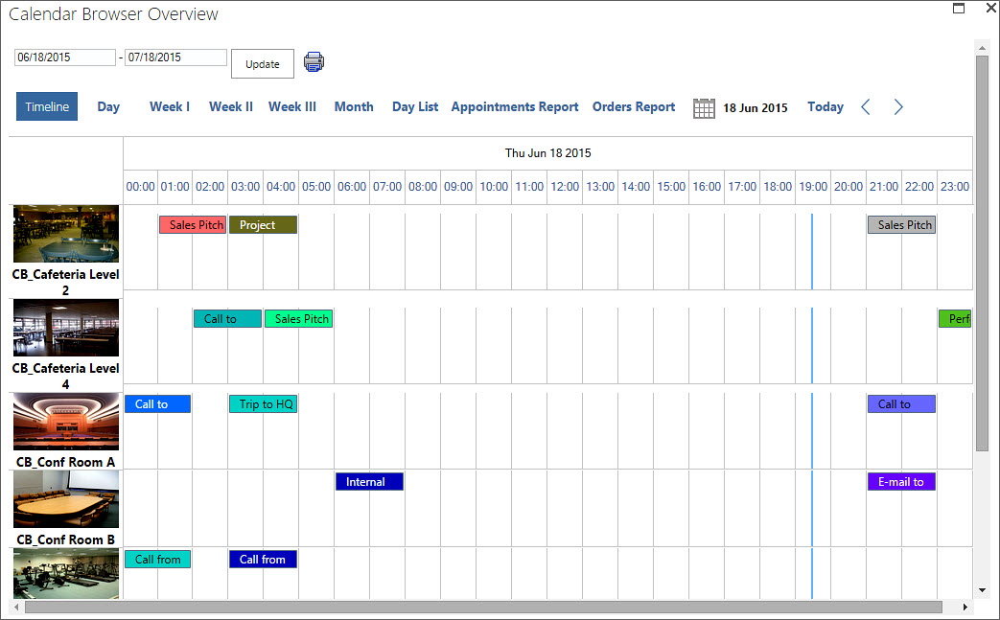 Calendar Browser Overview
06/18/2015 - 07/18/2015 Update
Timeline Day Week I Week II Week III Month Day List Appointments Report Orders Report 18 Jun 2015 Today
Thu Jun 18 2015
00:00 01:00 02:00 03:00 04:00 05:00 06:00 07:00 08:00 09:00 10:00 11:00 12:00 13:00 14:00 15:00 16:00 17:00 18:00 19:00 20:00 21:00 22:00 23:00
Sales Pitch Project Sales Pitch
CB_Cafeteria Level
2
Call to Sales Pitch Perf
CB_Cafeteria Level
4
Call to Trip to HQ Call to
CB_Conf Room A
Internal E-mail to
CB_Conf Room B
Call from Call from